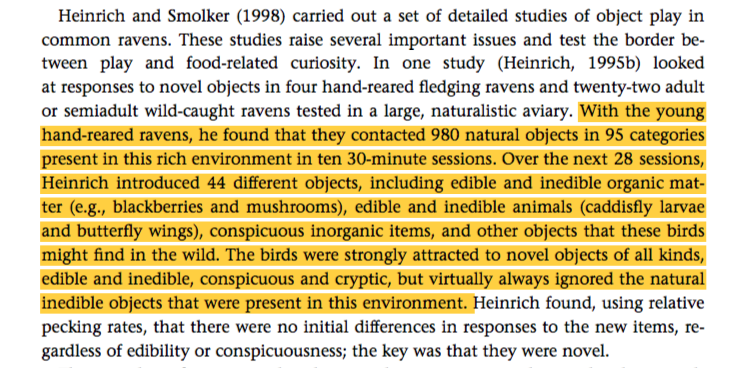 Heinrich and Smolker (1998) carried out a set of detailed studies of object play in
common ravens. These studies raise several important issues and test the border be-
tween play and food-related curiosity. In one study (Heinrich, 1995b) looked
at responses to novel objects in four hand-reared fledging ravens and twenty-two adult
or semiadult wild-caught ravens tested in a large, naturalistic aviary. With the young
hand-reared ravens, he found that they contacted 980 natural objects in 95 categories
present in this rich environment in ten 30-minute sessions. Over the next 28 sessions,
Heinrich introduced 44 different objects, including edible and inedible organic mat-
ter (e.g., blackberries and mushrooms), edible and inedible animals (caddisfly larvae
and butterfly wings), conspicuous inorganic items, and other objects that these birds
might find in the wild. The birds were strongly attracted to novel objects of all kinds,
edible and inedible, conspicuous and cryptic, but virtually always ignored the natural
inedible objects that were present in this environment. Heinrich found, using relative
pecking rates, that there were no initial differences in responses to the new items, re-
gardless of edibility or conspicuousness; the key was that they were novel.